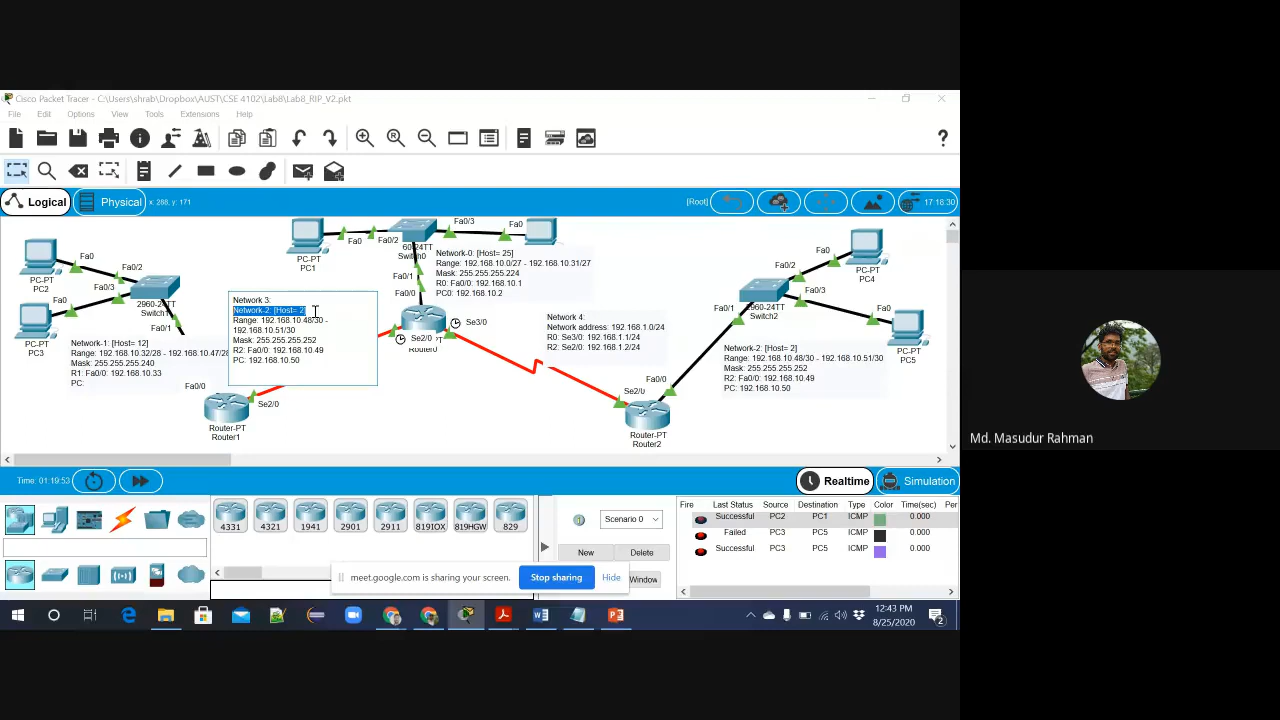 Cisco Packet Tracer - C:\Users\shrab\Dropbox\AUST\CSE 4102\Lab8\Lab8_RIP_V2.pkt
File Edit Options View Tools Extensions Help
?
Logical Physical x: 288, y: 171 [Root] 17:18:30
PC-PT
PC2
Fa0
Fa0/2
Fa0/3
2960-24TT
Switch1
Fa0
PC-PT
PC3
Fa0/1
Network-1: [Host= 12]
Range: 192.168.10.32/28 - 192.168.10.47/28
Mask: 255.255.255.240
R1: Fa0/0: 192.168.10.33
PC:
Fa0/0
Router-PT
Router1
Se2/0
PC-PT
PC1
Fa0
Fa0/2
Fa0/3
Fa0
Fa0/1
Fa0/0
Network-0: [Host= 25]
Range: 192.168.10.0/27 - 192.168.10.31/27
Mask: 255.255.255.224
R0: Fa0/0: 192.168.10.1
PC0: 192.168.10.2
Network 3:
Network-2: [Host= 2]
Range: 192.168.10.48/30 -
192.168.10.51/30
Mask: 255.255.255.252
R2: Fa0/0: 192.168.10.49
PC: 192.168.10.50
Se3/0
Se2/0
Router0
Network 4:
Network address: 192.168.1.0/24
R0: Se3/0: 192.168.1.1/24
R2: Se2/0: 192.168.1.2/24
Se2/0
Fa0/0
Router-PT
Router2
Fa0/2
Fa0
PC-PT
PC4
Fa0/3
2960-24TT
Switch2
Fa0/1
Fa0
PC-PT
PC5
Network-2: [Host= 2]
Range: 192.168.10.48/30 - 192.168.10.51/30
Mask: 255.255.255.252
R2: Fa0/0: 192.168.10.49
PC: 192.168.10.50
Md. Masudur Rahman
Time: 01:19:53 Realtime Simulation
4331 4321 1941 2901 2911 819IOX 819HGW 829
Scenario 0
New Delete
Window
Fire Last Status Source Destination Type Color Time(sec) Per
Successful PC2 PC1 ICMP 0.000
Failed PC3 PC5 ICMP 0.000
Successful PC3 PC5 ICMP 0.000
meet.google.com is sharing your screen. Stop sharing Hide
12:43 PM
8/25/2020
2